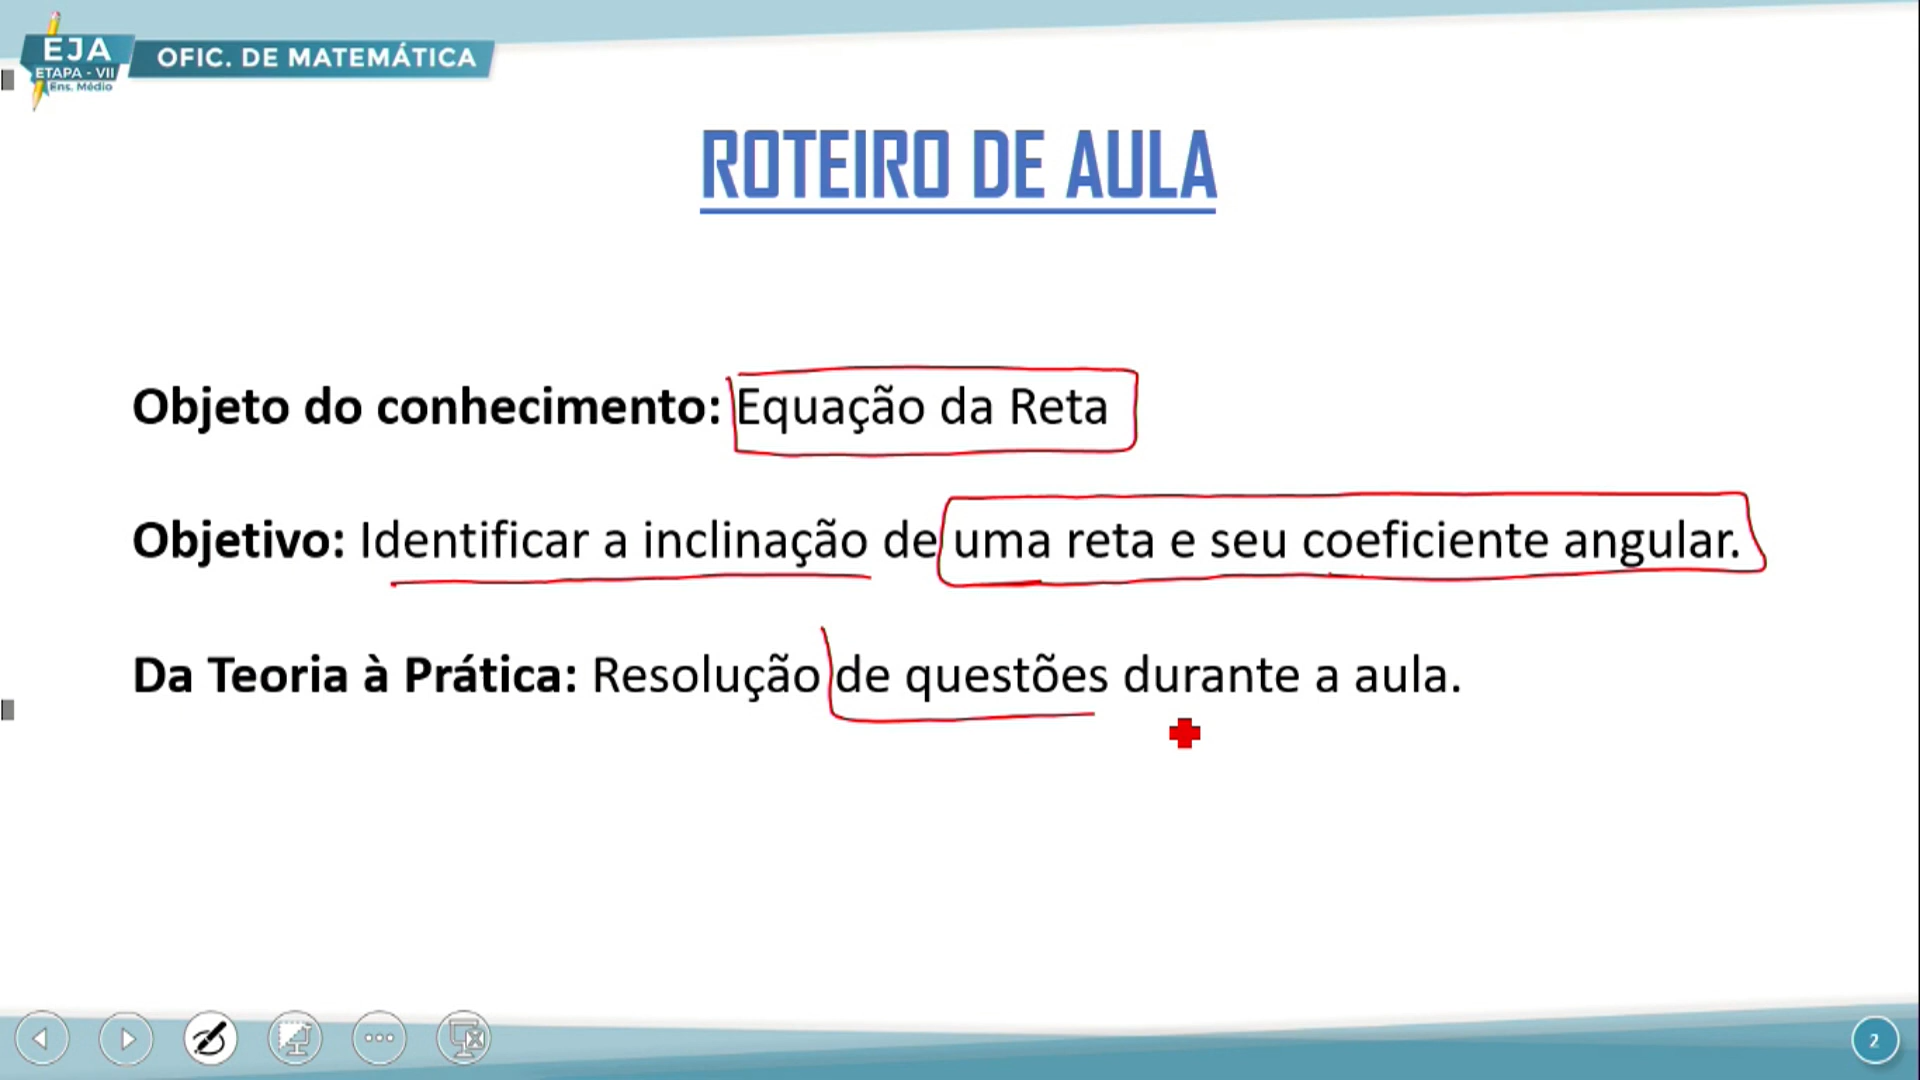 EJA
ETAPA - VII
Ens. Médio
OFIC. DE MATEMÁTICA
ROTEIRO DE AULA
Objeto do conhecimento: Equação da Reta
Objetivo: Identificar a inclinação de uma reta e seu coeficiente angular.
Da Teoria à Prática: Resolução de questões durante a aula.
2